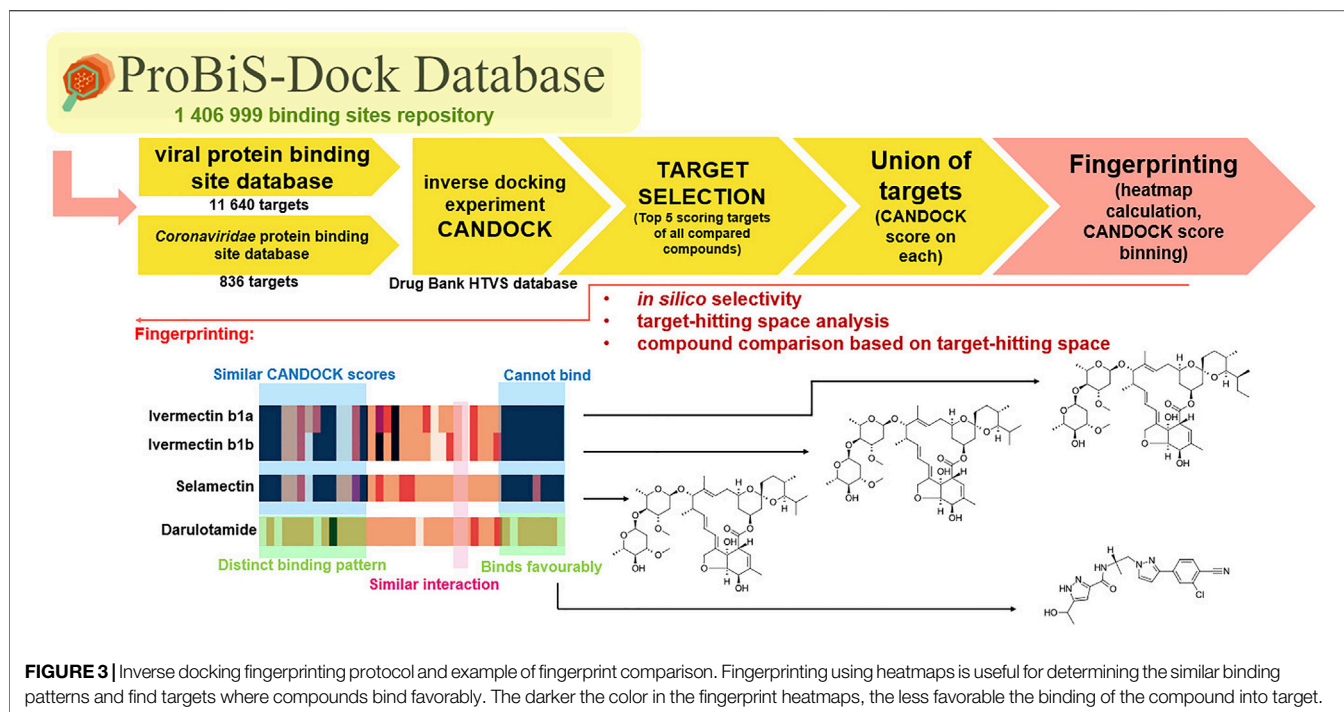 ProBiS-Dock Database
1 406 999 binding sites repository
viral protein binding
site database
11 640 targets
Coronaviridae protein binding
site database
836 targets
inverse docking
experiment
CANDOCK
Drug Bank HTVS database
TARGET
SELECTION
(Top 5 scoring targets
of all compared
compounds)
Union of
targets
(CANDOCK
score on
each)
Fingerprinting
(heatmap
calculation,
CANDOCK score
binning)
• in silico selectivity
• target-hitting space analysis
• compound comparison based on target-hitting space
Fingerprinting:
Similar CANDOCK scores
Cannot bind
Ivermectin b1a
Ivermectin b1b
Selamectin
Darulotamide
Distinct binding pattern
Similar interaction
Binds favourably
FIGURE 3 | Inverse docking fingerprinting protocol and example of fingerprint comparison. Fingerprinting using heatmaps is useful for determining the similar binding
patterns and find targets where compounds bind favorably. The darker the color in the fingerprint heatmaps, the less favorable the binding of the compound into target.